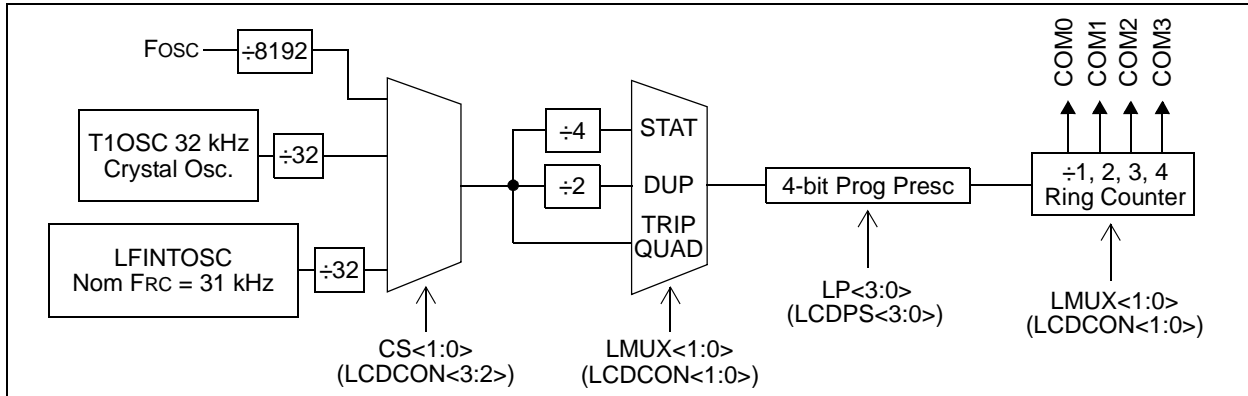 FOSC
÷8192
COM0
COM1
COM2
COM3
T1OSC 32 kHz
Crystal Osc.
÷32
÷4
STAT
÷2
DUP
TRIP
QUAD
4-bit Prog Presc
÷1, 2, 3, 4
Ring Counter
LFINTOSC
Nom FRC = 31 kHz
÷32
CS<1:0>
(LCDCON<3:2>)
LMUX<1:0>
(LCDCON<1:0>)
LP<3:0>
(LCDPS<3:0>)
LMUX<1:0>
(LCDCON<1:0>)